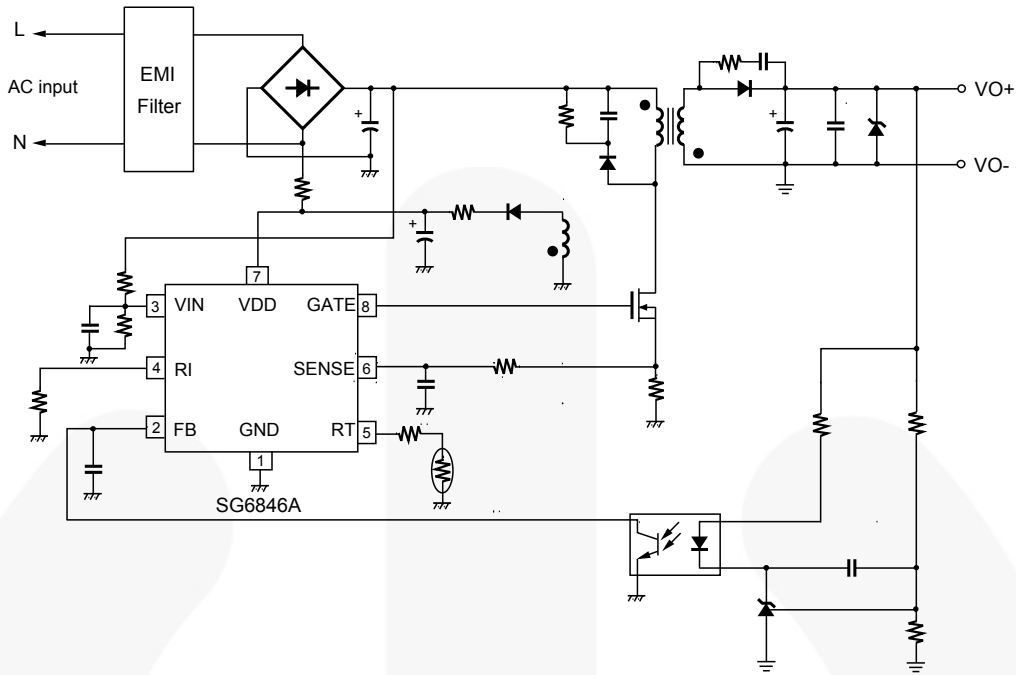 L
AC input
N
EMI
Filter
+
+
+
VO+
VO-
7
3 VIN VDD GATE 8
4 RI SENSE 6
2 FB GND RT 5
1
SG6846A